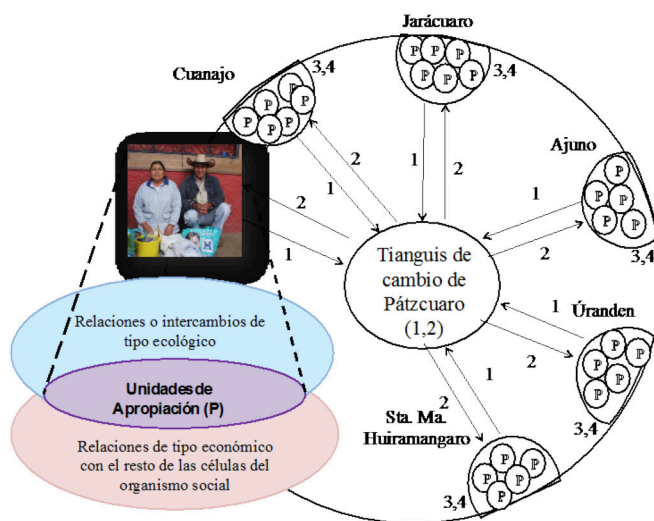 Jarácuaro
3,4
P P P P P P
Cuanajo
3,4
P P P P P P
Ajuno
P P P P P
3,4
1
2
1
2
1
2
2
1
Tianguis de
cambio de
Pátzcuaro
(1,2)
Úranden
P P P P P
3,4
1
2
1
2
Sta. Ma.
Huiramangaro
P P P P P P
3,4
Relaciones o intercambios de
tipo ecológico
Unidades de
Apropiación (P)
Relaciones de tipo económico
con el resto de las células del
organismo social